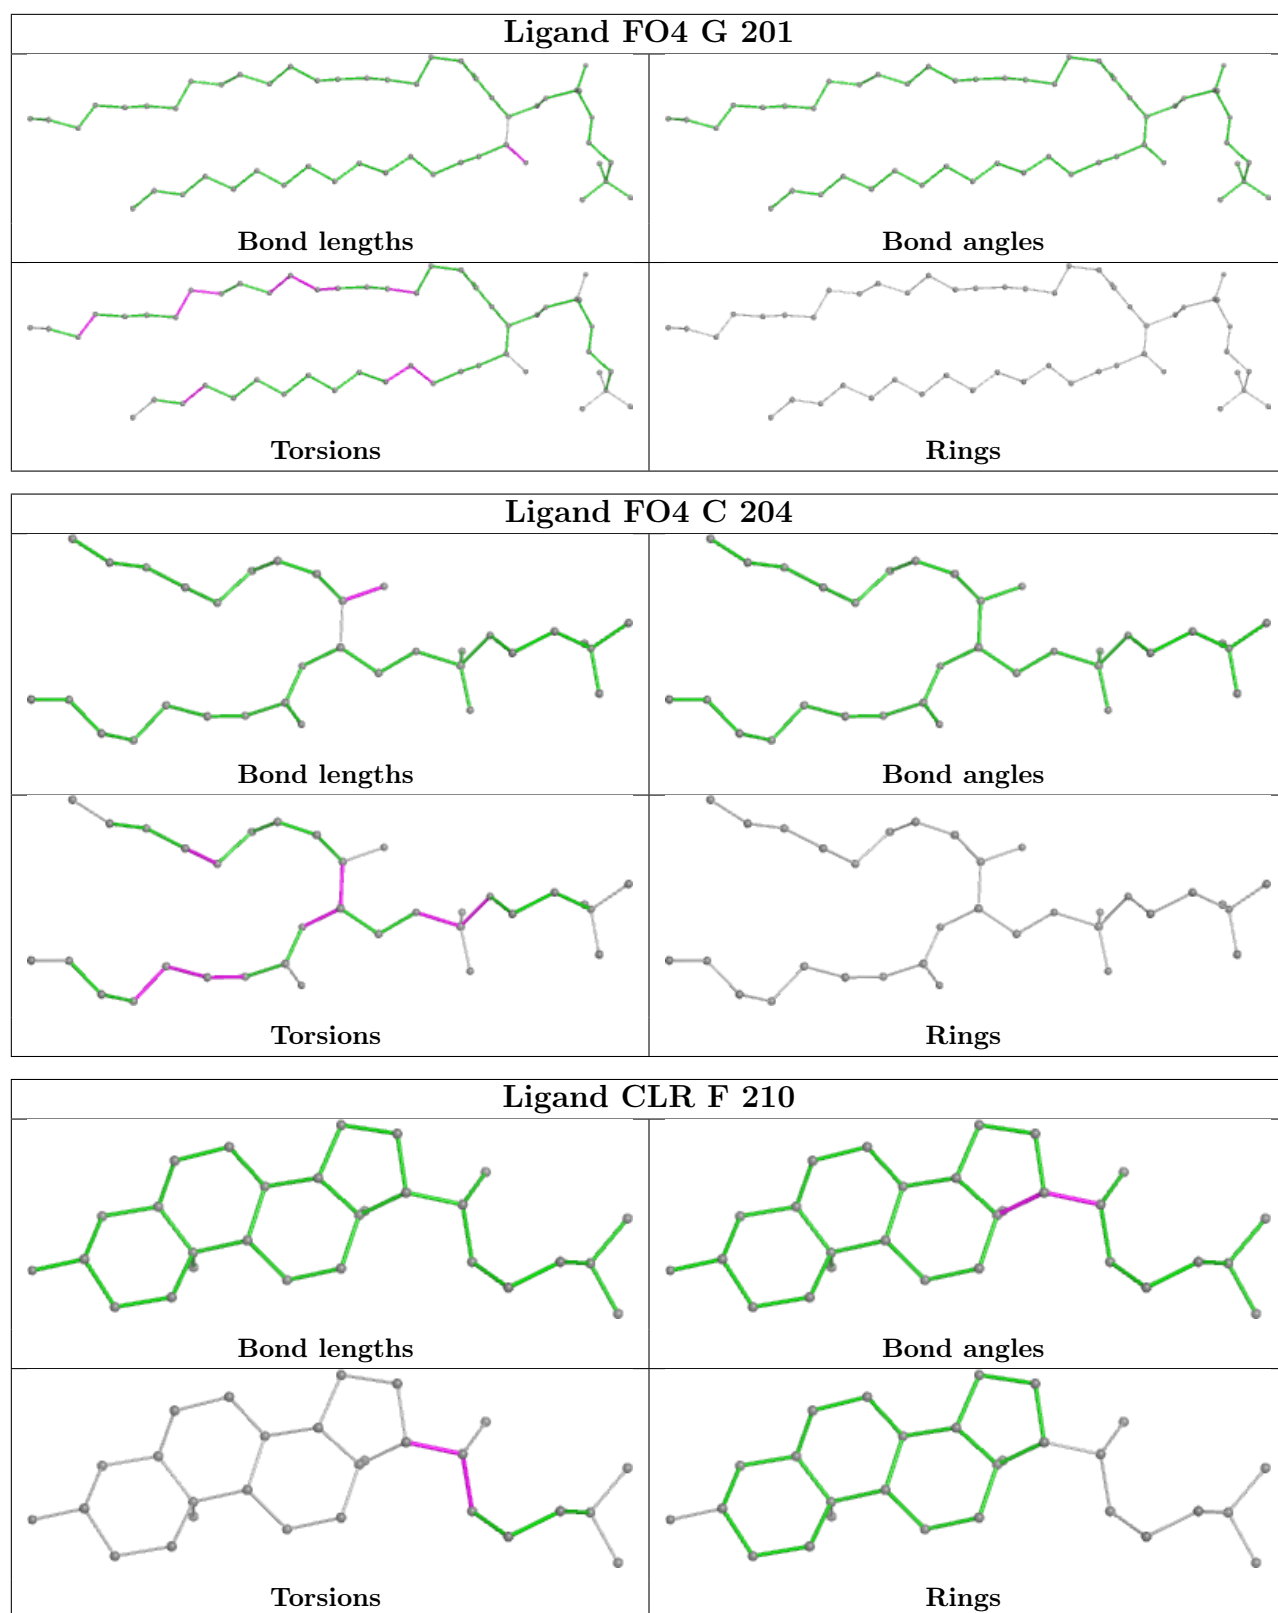 Ligand FO4 G 201
Bond lengths
Bond angles
Torsions
Rings
Ligand FO4 C 204
Bond lengths
Bond angles
Torsions
Rings
Ligand CLR F 210
Bond lengths
Bond angles
Torsions
Rings